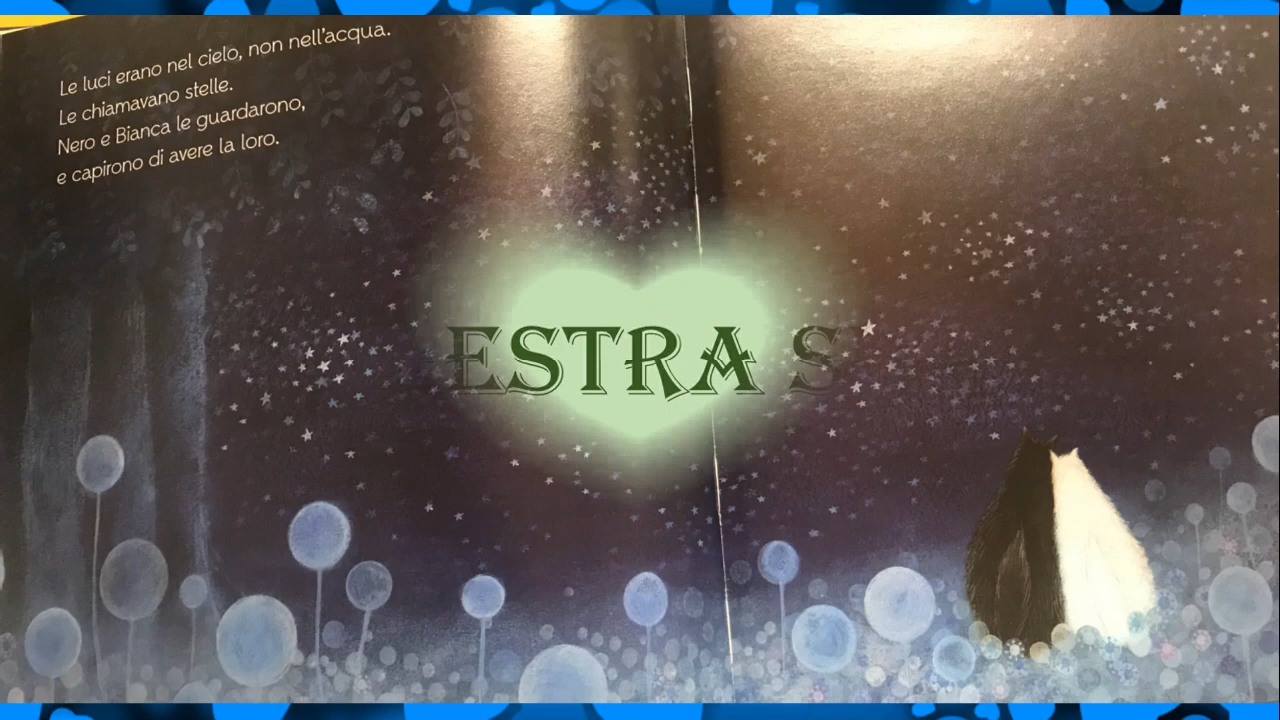 Le luci erano nel cielo, non nell'acqua.
Le chiamavano stelle.
Nero e Bianca le guardarono,
e capirono di avere la loro.
ESTRA S